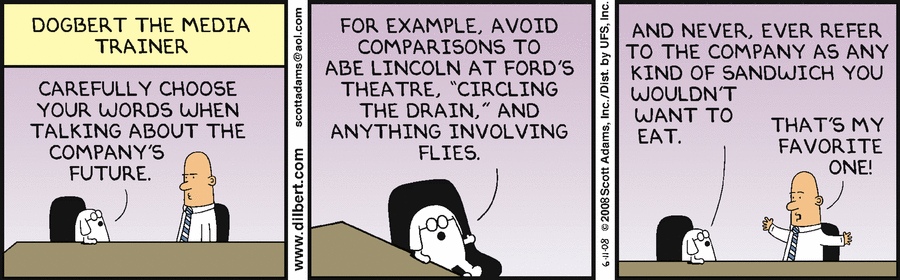 DOGBERT THE MEDIA
TRAINER
CAREFULLY CHOOSE
YOUR WORDS WHEN
TALKING ABOUT THE
COMPANY'S
FUTURE.
www.dilbert.com
scottadams@aol.com
FOR EXAMPLE, AVOID
COMPARISONS TO
ABE LINCOLN AT FORD'S
THEATRE, "CIRCLING
THE DRAIN," AND
ANYTHING INVOLVING
FLIES.
6-11-08 © 2008 Scott Adams, Inc./Dist. by UFS, Inc.
AND NEVER, EVER REFER
TO THE COMPANY AS ANY
KIND OF SANDWICH YOU
WOULDN'T
WANT TO
EAT.
THAT'S MY
FAVORITE
ONE!